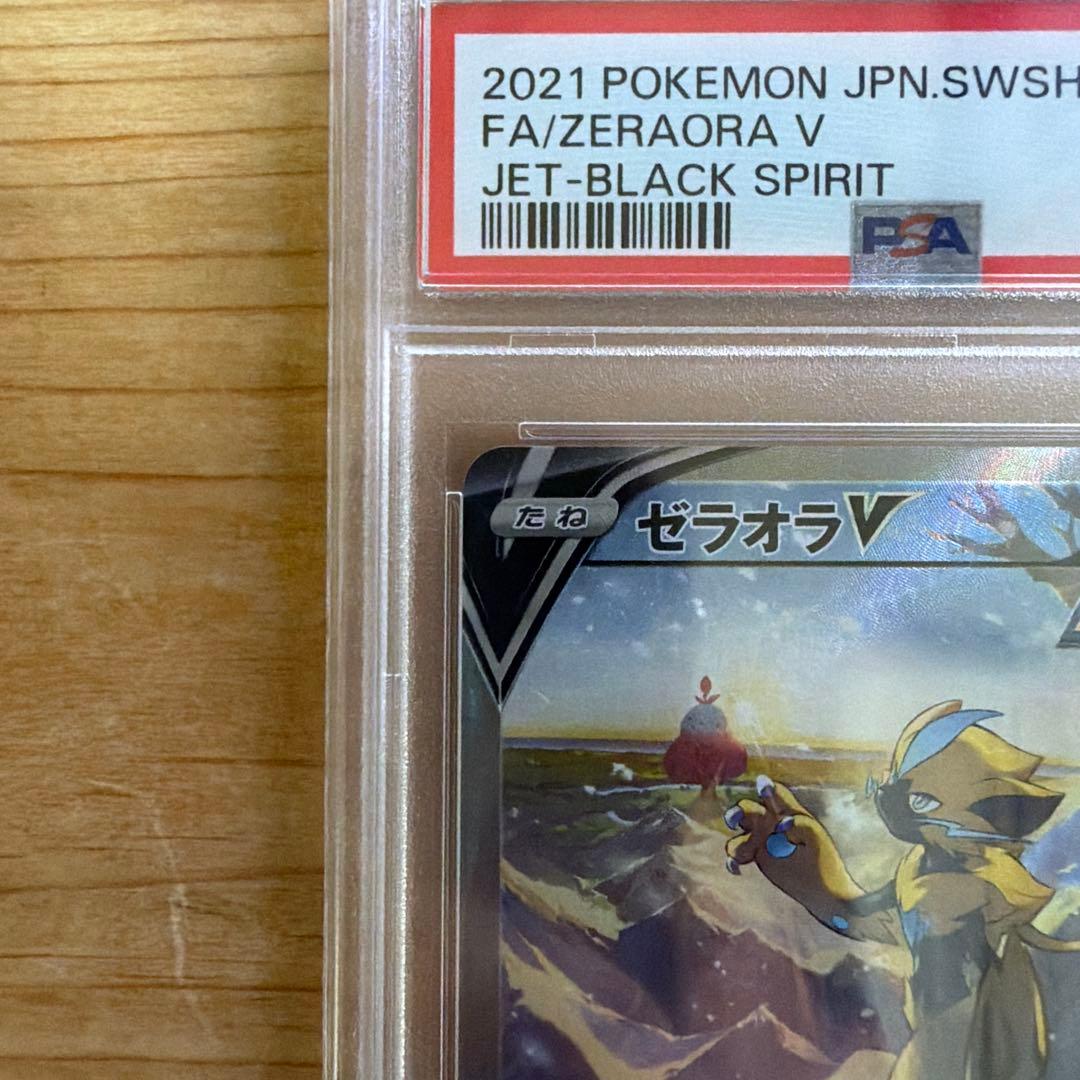 2021 POKEMON JPN.SWSH
FA/ZERAORA V
JET-BLACK SPIRIT
PSA
たね ゼラオラV